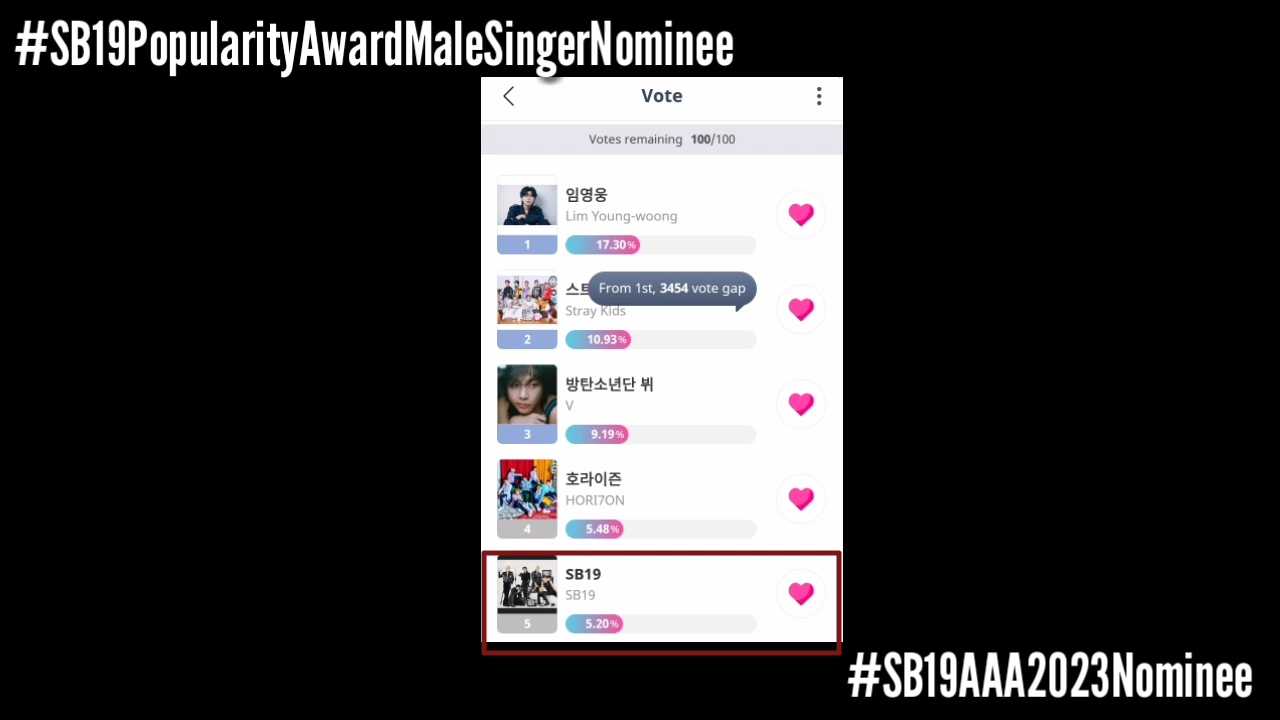 #SB19PopularityAwardMaleSingerNominee
Vote
Votes remaining 100/100
임영웅
Lim Young-woong
1
17.30%
From 1st, 3454 vote gap
Stray Kids
2
10.93%
방탄소년단 뷔
V
3
9.19%
호라이즌
HORI7ON
4
5.48%
SB19
SB19
5
5.20%
#SB19AAA2023Nominee